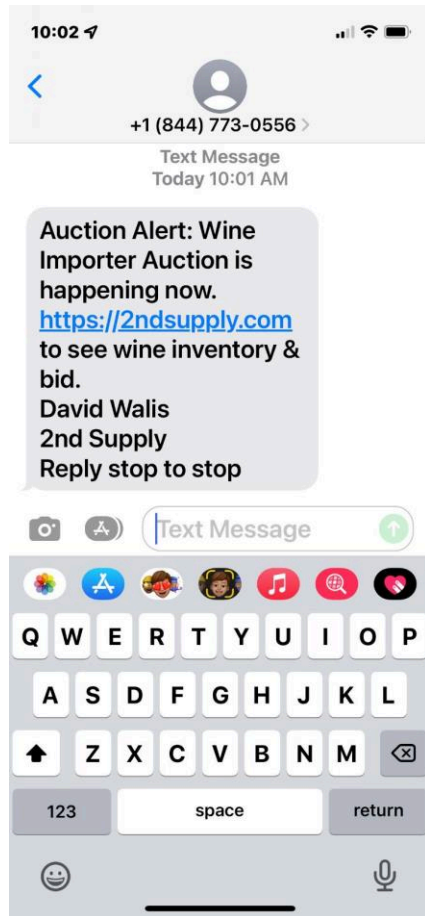 10:02
+1 (844) 773-0556 >
Text Message
Today 10:01 AM
Auction Alert: Wine
Importer Auction is
happening now.
https://2ndsupply.com
to see wine inventory &
bid.
David Walis
2nd Supply
Reply stop to stop
Text Message
Q W E R T Y U I O P
A S D F G H J K L
Z X C V B N M
123 space return